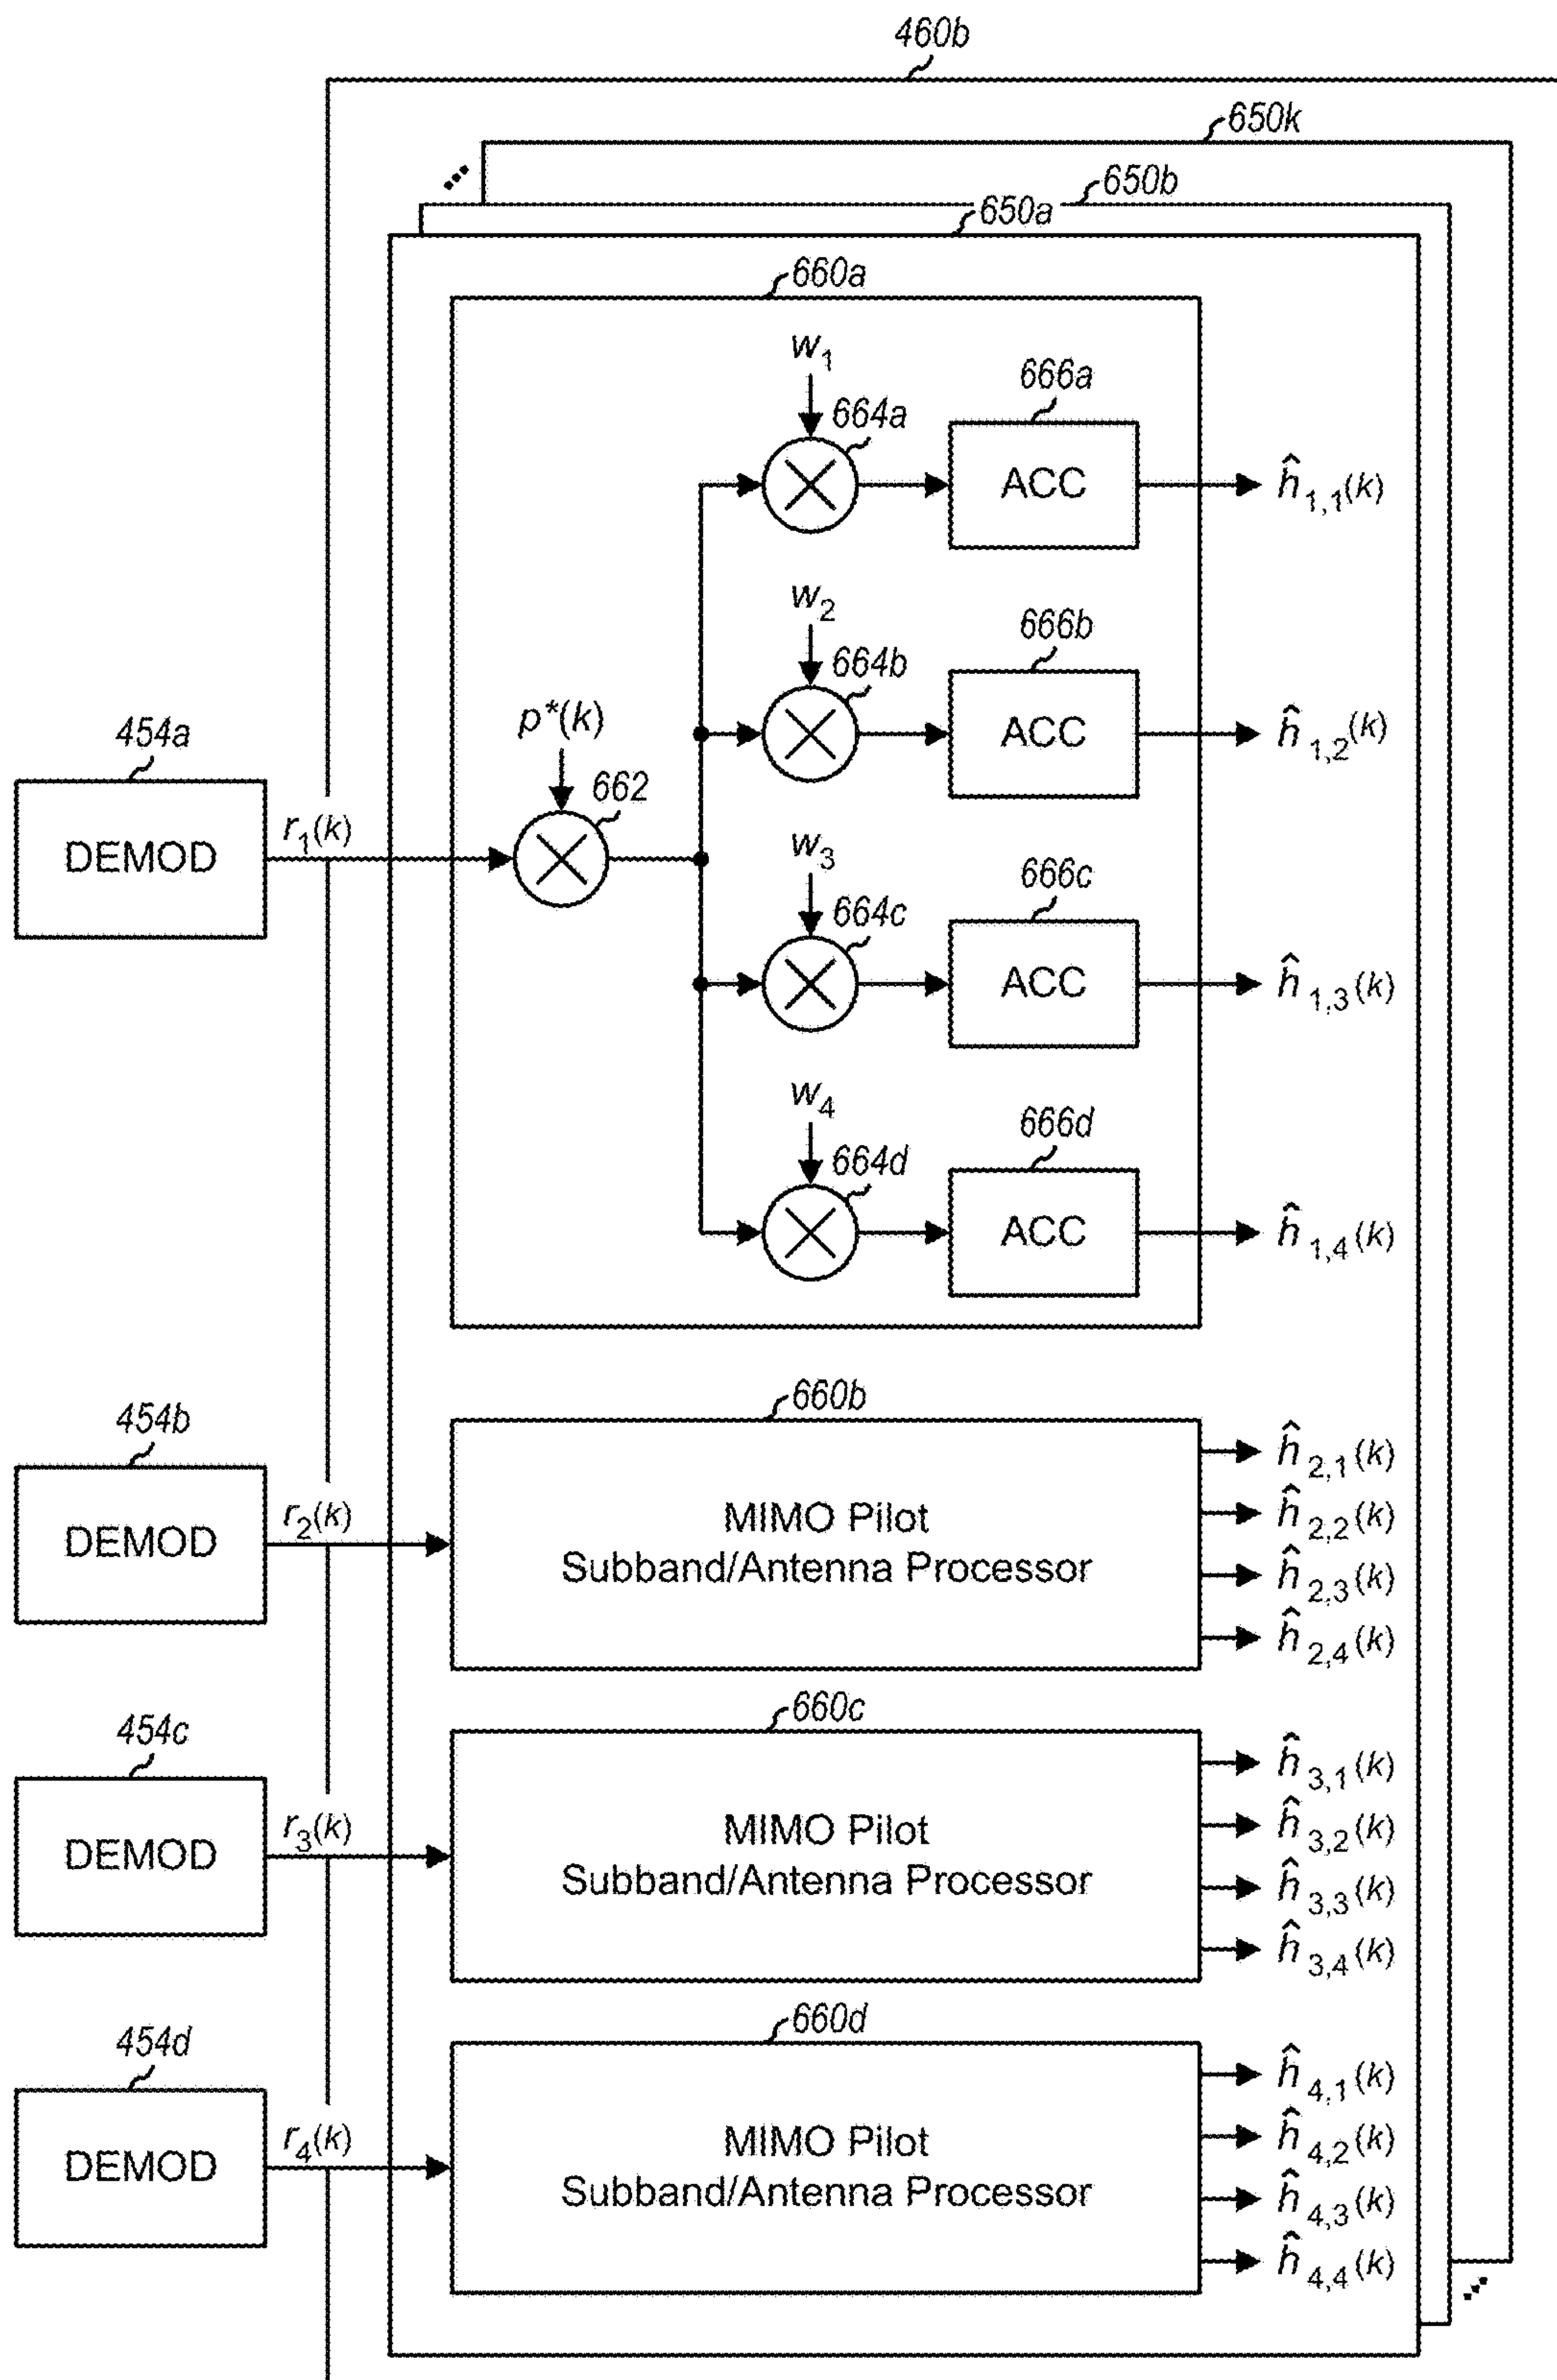 460b
650k
650b
650a
660a
w₁
664a
666a
ACC
ĥ₁,₁(k)
w₂
664b
666b
ACC
ĥ₁,₂(k)
454a
DEMOD
r₁(k)
p*(k)
662
w₃
664c
666c
ACC
ĥ₁,₃(k)
w₄
664d
666d
ACC
ĥ₁,₄(k)
454b
DEMOD
r₂(k)
660b
MIMO Pilot
Subband/Antenna Processor
ĥ₂,₁(k)
ĥ₂,₂(k)
ĥ₂,₃(k)
ĥ₂,₄(k)
454c
DEMOD
r₃(k)
660c
MIMO Pilot
Subband/Antenna Processor
ĥ₃,₁(k)
ĥ₃,₂(k)
ĥ₃,₃(k)
ĥ₃,₄(k)
454d
DEMOD
r₄(k)
660d
MIMO Pilot
Subband/Antenna Processor
ĥ₄,₁(k)
ĥ₄,₂(k)
ĥ₄,₃(k)
ĥ₄,₄(k)